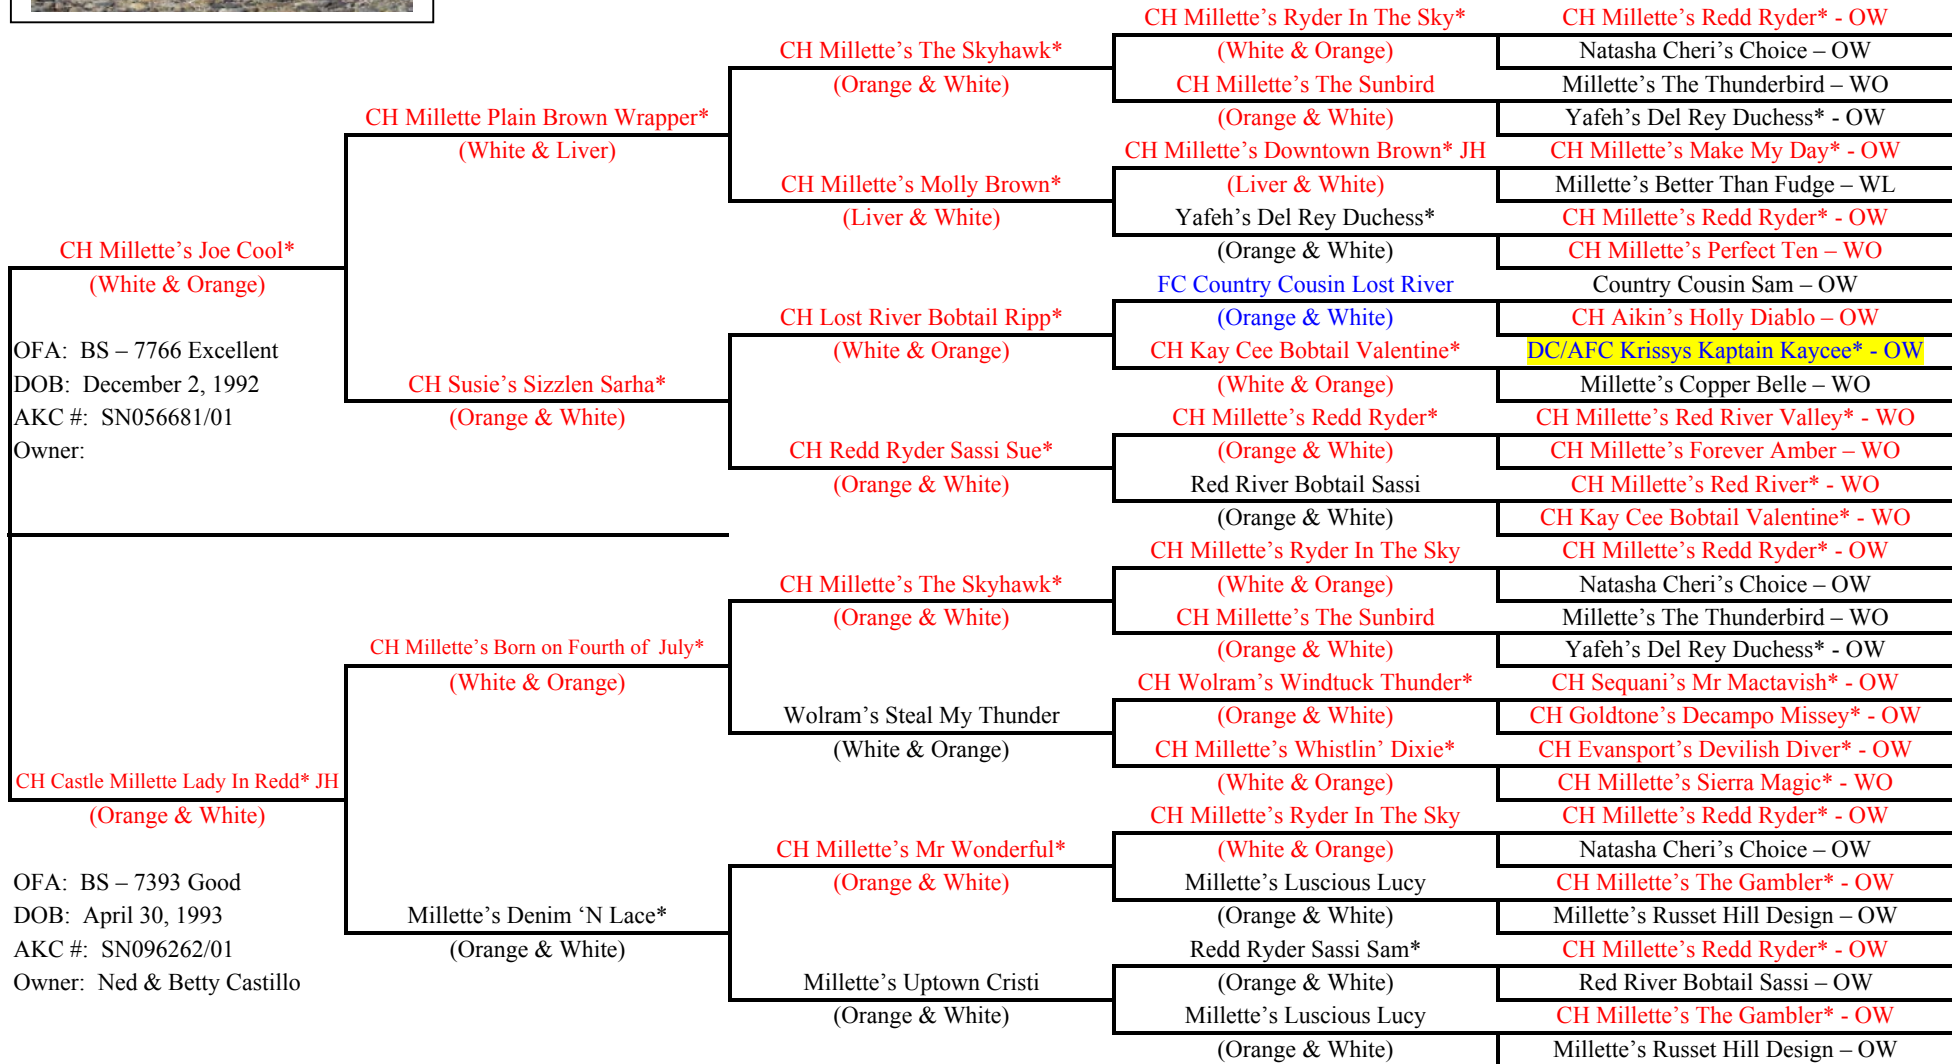 CH Millette’s Joe Cool*
(White & Orange)
OFA:  BS – 7766 Excellent
DOB:  December 2, 1992
AKC #:  SN056681/01
Owner:
CH Castle Millette Lady In Redd* JH
(Orange & White)
OFA:  BS – 7393 Good
DOB:  April 30, 1993
AKC #:  SN096262/01
Owner:  Ned & Betty Castillo
CH Millette Plain Brown Wrapper*
(White & Liver)
CH Susie’s Sizzlen Sarha*
(Orange & White)
CH Millette’s Born on Fourth of  July*
(White & Orange)
Millette’s Denim ‘N Lace*
(Orange & White)
CH Millette’s The Skyhawk*
(Orange & White)
CH Millette’s Molly Brown*
(Liver & White)
CH Lost River Bobtail Ripp*
(White & Orange)
CH Redd Ryder Sassi Sue*
(Orange & White)
CH Millette’s The Skyhawk*
(Orange & White)
Wolram’s Steal My Thunder
(White & Orange)
CH Millette’s Mr Wonderful*
(Orange & White)
Millette’s Uptown Cristi
(Orange & White)
CH Millette’s Ryder In The Sky*
(White & Orange)
CH Millette’s The Sunbird
(Orange & White)
CH Millette’s Downtown Brown* JH
(Liver & White)
Yafeh’s Del Rey Duchess*
(Orange & White)
FC Country Cousin Lost River
(Orange & White)
CH Kay Cee Bobtail Valentine*
(White & Orange)
CH Millette’s Redd Ryder*
(Orange & White)
Red River Bobtail Sassi
(Orange & White)
CH Millette’s Ryder In The Sky
(White & Orange)
CH Millette’s The Sunbird
(Orange & White)
CH Wolram’s Windtuck Thunder*
(Orange & White)
CH Millette’s Whistlin’ Dixie*
(White & Orange)
CH Millette’s Ryder In The Sky
(White & Orange)
Millette’s Luscious Lucy
(Orange & White)
Redd Ryder Sassi Sam*
(Orange & White)
Millette’s Luscious Lucy
(Orange & White)
CH Millette’s Redd Ryder* - OW
Natasha Cheri’s Choice – OW
Millette’s The Thunderbird – WO
Yafeh’s Del Rey Duchess* - OW
CH Millette’s Make My Day* - OW
Millette’s Better Than Fudge – WL
CH Millette’s Redd Ryder* - OW
CH Millette’s Perfect Ten – WO
Country Cousin Sam – OW
CH Aikin’s Holly Diablo – OW
DC/AFC Krissys Kaptain Kaycee* - OW
Millette’s Copper Belle – WO
CH Millette’s Red River Valley* - WO
CH Millette’s Forever Amber – WO
CH Millette’s Red River* - WO
CH Kay Cee Bobtail Valentine* - WO
CH Millette’s Redd Ryder* - OW
Natasha Cheri’s Choice – OW
Millette’s The Thunderbird – WO
Yafeh’s Del Rey Duchess* - OW
CH Sequani’s Mr Mactavish* - OW
CH Goldtone’s Decampo Missey* - OW
CH Evansport’s Devilish Diver* - OW
CH Millette’s Sierra Magic* - WO
CH Millette’s Redd Ryder* - OW
Natasha Cheri’s Choice – OW
CH Millette’s The Gambler* - OW
Millette’s Russet Hill Design – OW
CH Millette’s Redd Ryder* - OW
Red River Bobtail Sassi – OW
CH Millette’s The Gambler* - OW
Millette’s Russet Hill Design – OW